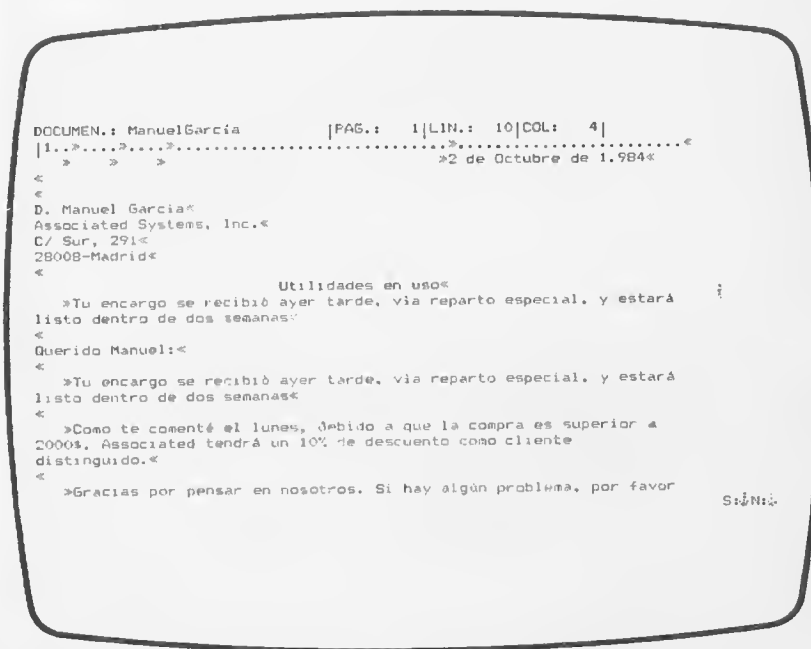 DOCUMEN.: ManuelGarcía |PAG.: 1|LIN.: 10|COL: 4|
|1..»....»....»...........................................»..................................«
» » » »2 de Octubre de 1.984«
«
«
D. Manuel Garcia«
Associated Systems, Inc.«
C/ Sur, 291«
28008-Madrid«
«
Utilidades en uso«
»Tu encargo se recibió ayer tarde, via reparto especial, y estará
listo dentro de dos semanas«
«
Querido Manuel:«
«
»Tu encargo se recibió ayer tarde, via reparto especial, y estará
listo dentro de dos semanas«
«
»Como te comenté el lunes, debido a que la compra es superior a
2000$, Associated tendrá un 10% de descuento como cliente
distinguido.«
«
»Gracias por pensar en nosotros. Si hay algún problema, por favor
S: N: